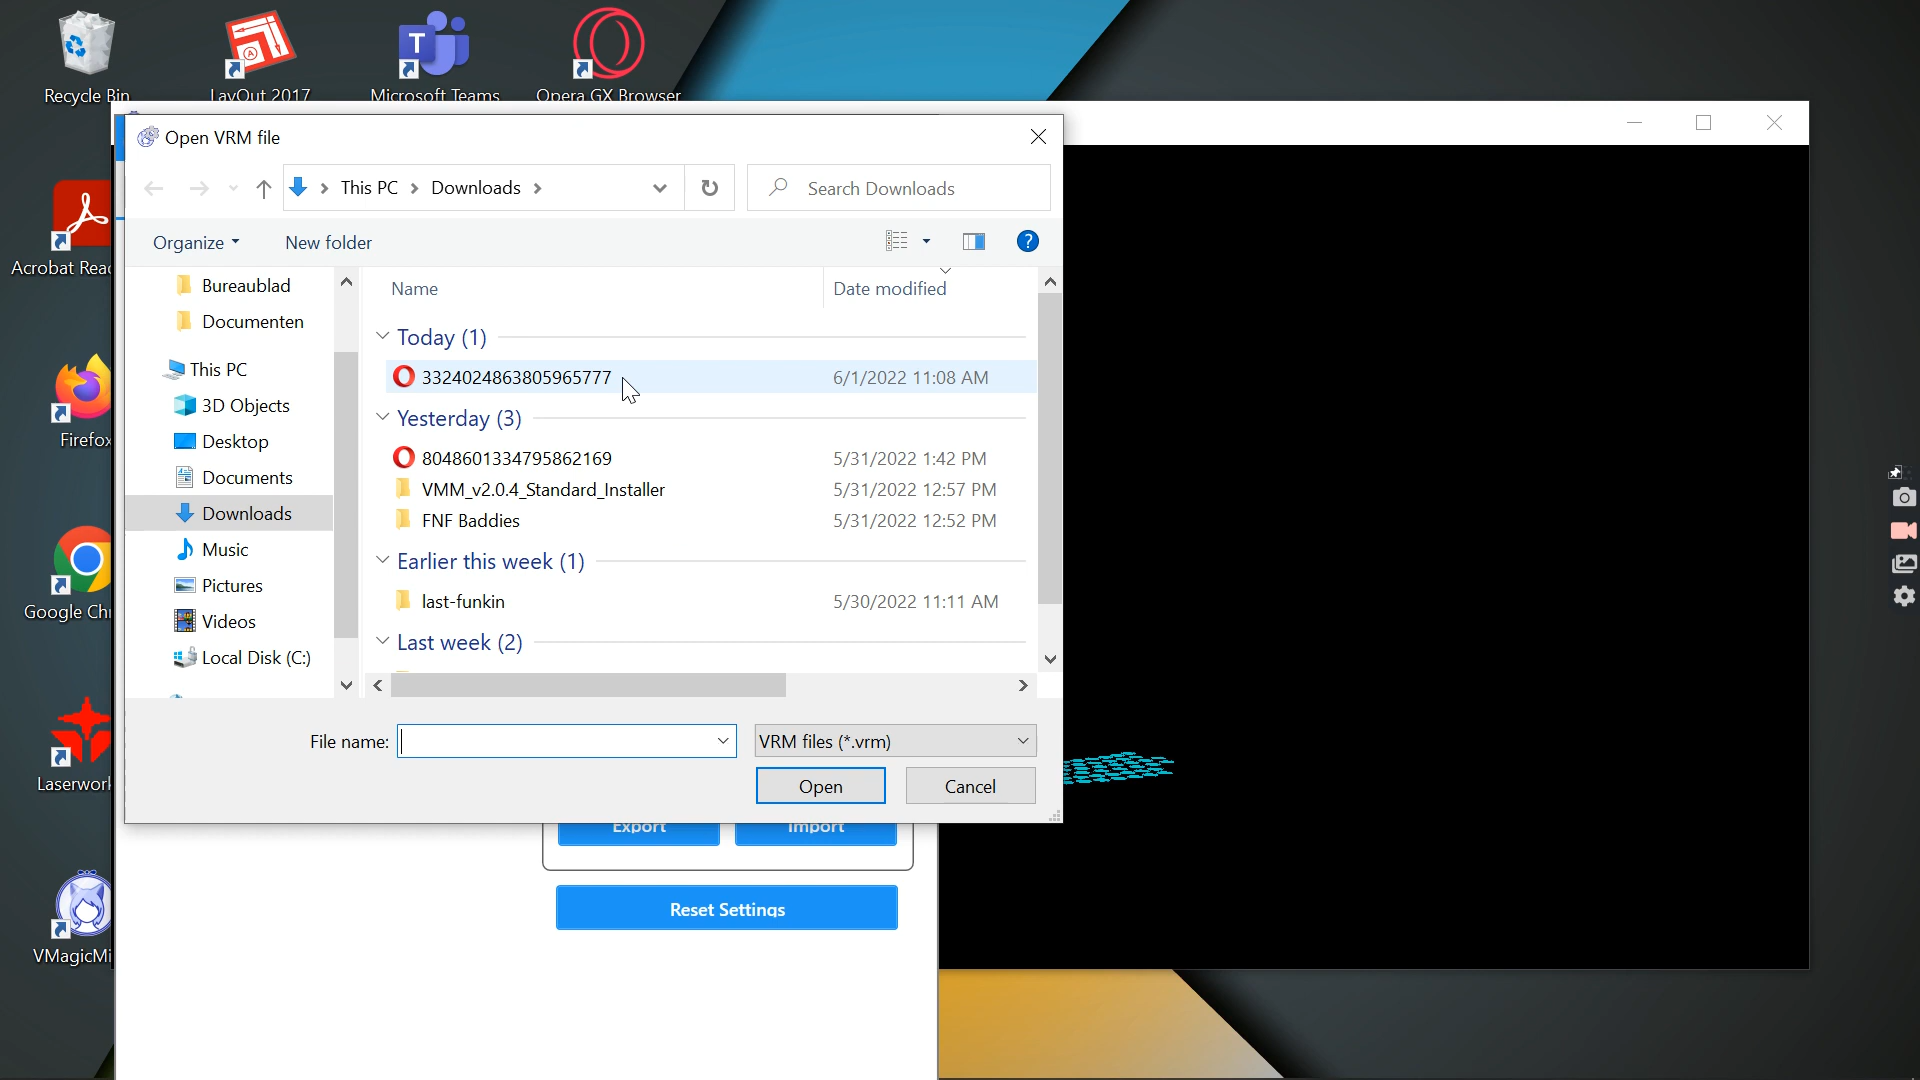 Recycle Bin
LayOut 2017
Microsoft Teams
Opera GX Browser
Open VRM file
This PC
Downloads
Search Downloads
Organize
New folder
Acrobat Rea
Bureaublad
Documenten
This PC
3D Objects
Desktop
Documents
Downloads
Music
Pictures
Videos
Local Disk (C:)
Name
Date modified
Today (1)
3324024863805965777 6/1/2022 11:08 AM
Yesterday (3)
8048601334795862169 5/31/2022 1:42 PM
VMM_v2.0.4_Standard_Installer 5/31/2022 12:57 PM
FNF Baddies 5/31/2022 12:52 PM
Earlier this week (1)
last-funkin 5/30/2022 11:11 AM
Last week (2)
Firefox
Google Ch
Laserwork
File name:
VRM files (*.vrm)
Open
Cancel
Export
Import
Reset Settings
VMagicMi